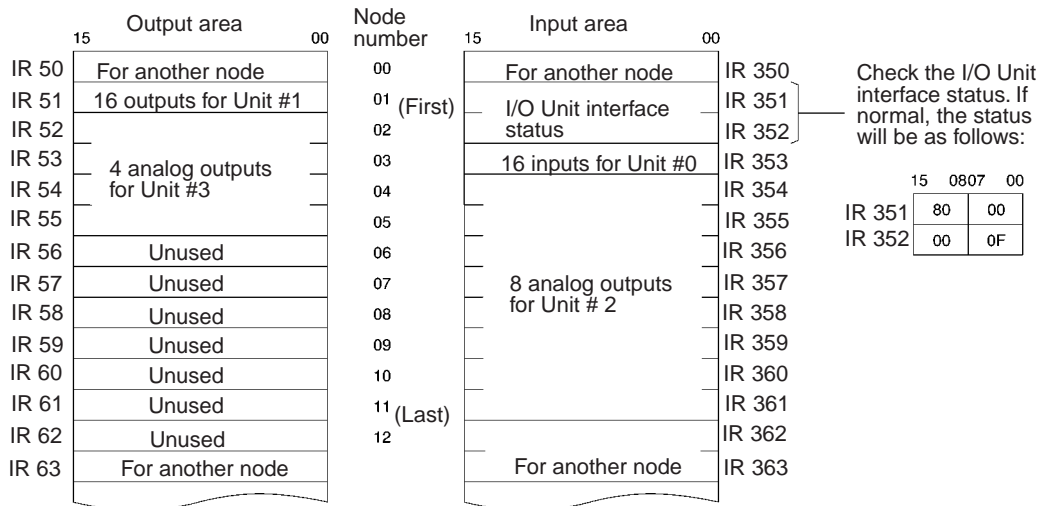 Output area
Node number
Input area
15 00
15 00
IR 50 For another node 00 For another node IR 350
IR 51 16 outputs for Unit #1 01 (First) I/O Unit interface status IR 351
IR 52 02 IR 352
IR 53 4 analog outputs for Unit #3 03 16 inputs for Unit #0 IR 353
IR 54 04 IR 354
IR 55 05 IR 355
IR 56 Unused 06 IR 356
IR 57 Unused 07 8 analog outputs for Unit # 2 IR 357
IR 58 Unused 08 IR 358
IR 59 Unused 09 IR 359
IR 60 Unused 10 IR 360
IR 61 Unused 11 (Last) IR 361
IR 62 Unused 12 IR 362
IR 63 For another node For another node IR 363
Check the I/O Unit
interface status. If
normal, the status
will be as follows:
15 0807 00
IR 351 80 00
IR 352 00 0F